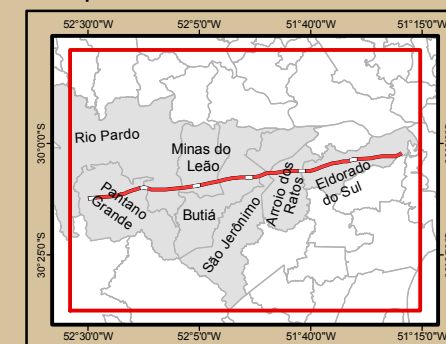 52°30'0"W 52°5'0"W 51°40'0"W 51°15'0"W
30°0'0"S
30°25'0"S
Rio Pardo
Minas do
Leão
Pantano
Grande
Butiá
São Jerônimo
Arroio dos
Ratos
Eldorado
do Sul
52°30'0"W 52°5'0"W 51°40'0"W 51°15'0"W